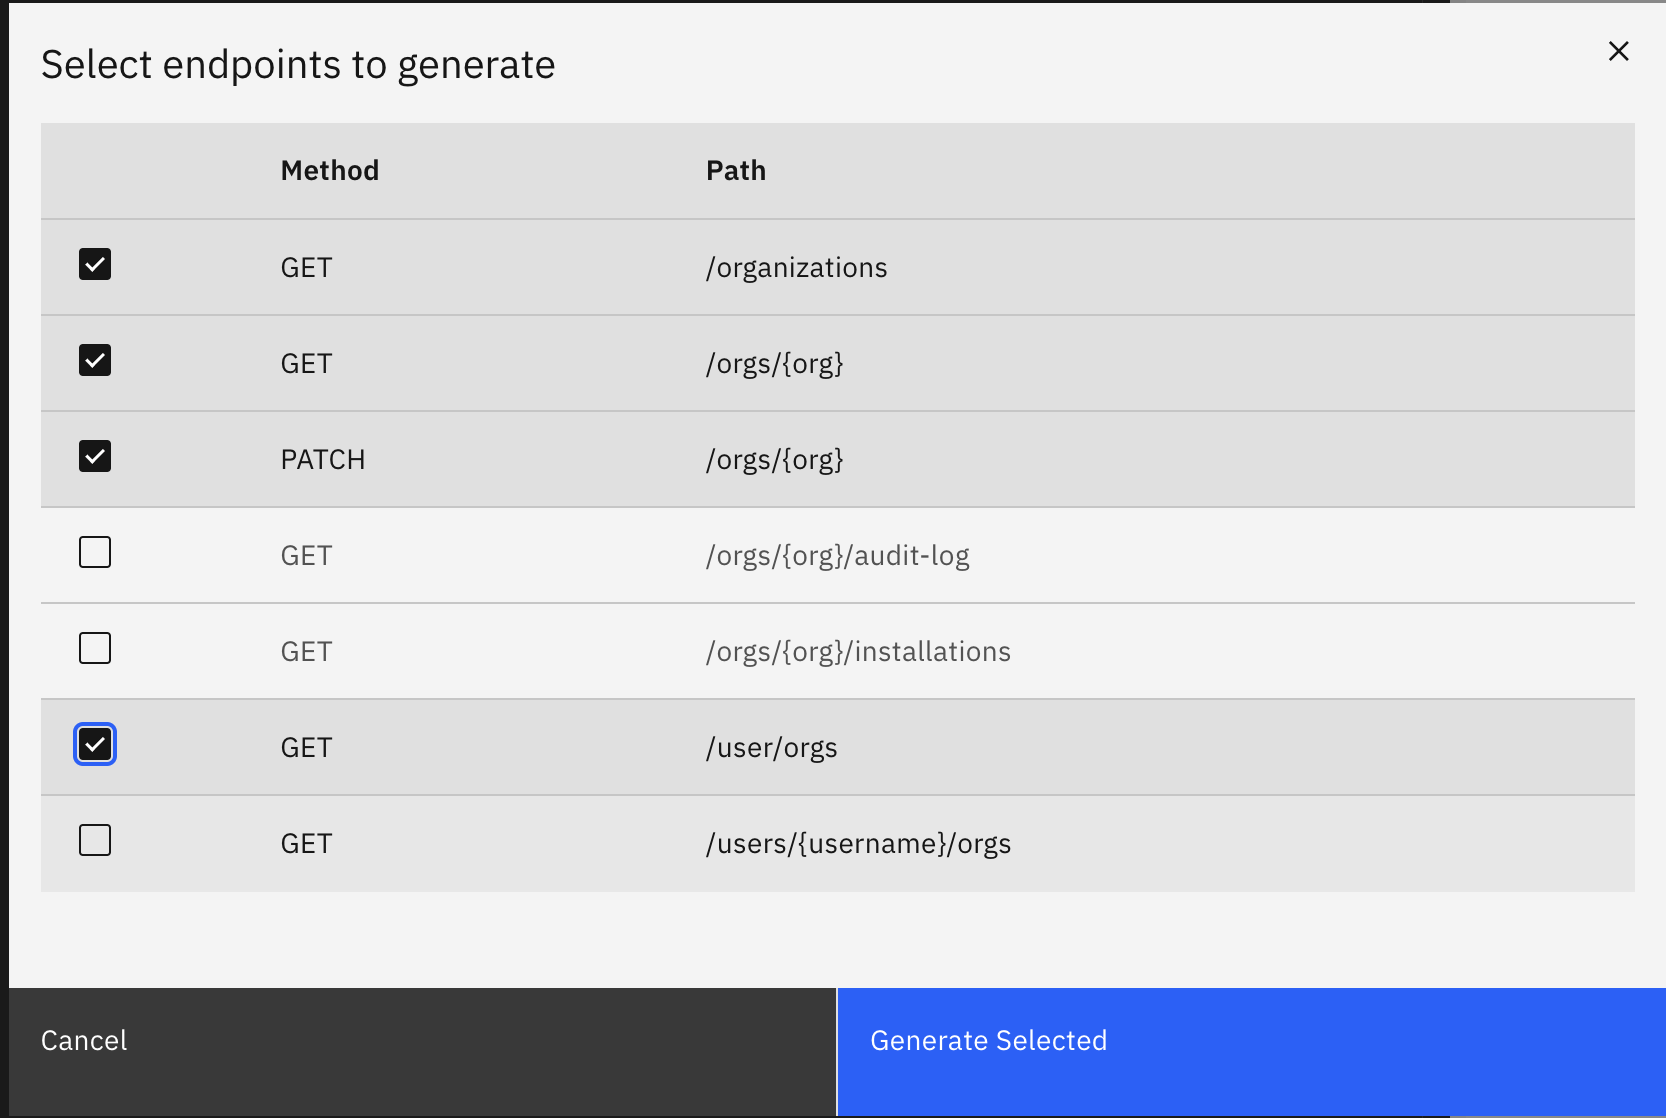 Select endpoints to generate
Method Path
GET /organizations
GET /orgs/{org}
PATCH /orgs/{org}
GET /orgs/{org}/audit-log
GET /orgs/{org}/installations
GET /user/orgs
GET /users/{username}/orgs
Cancel Generate Selected